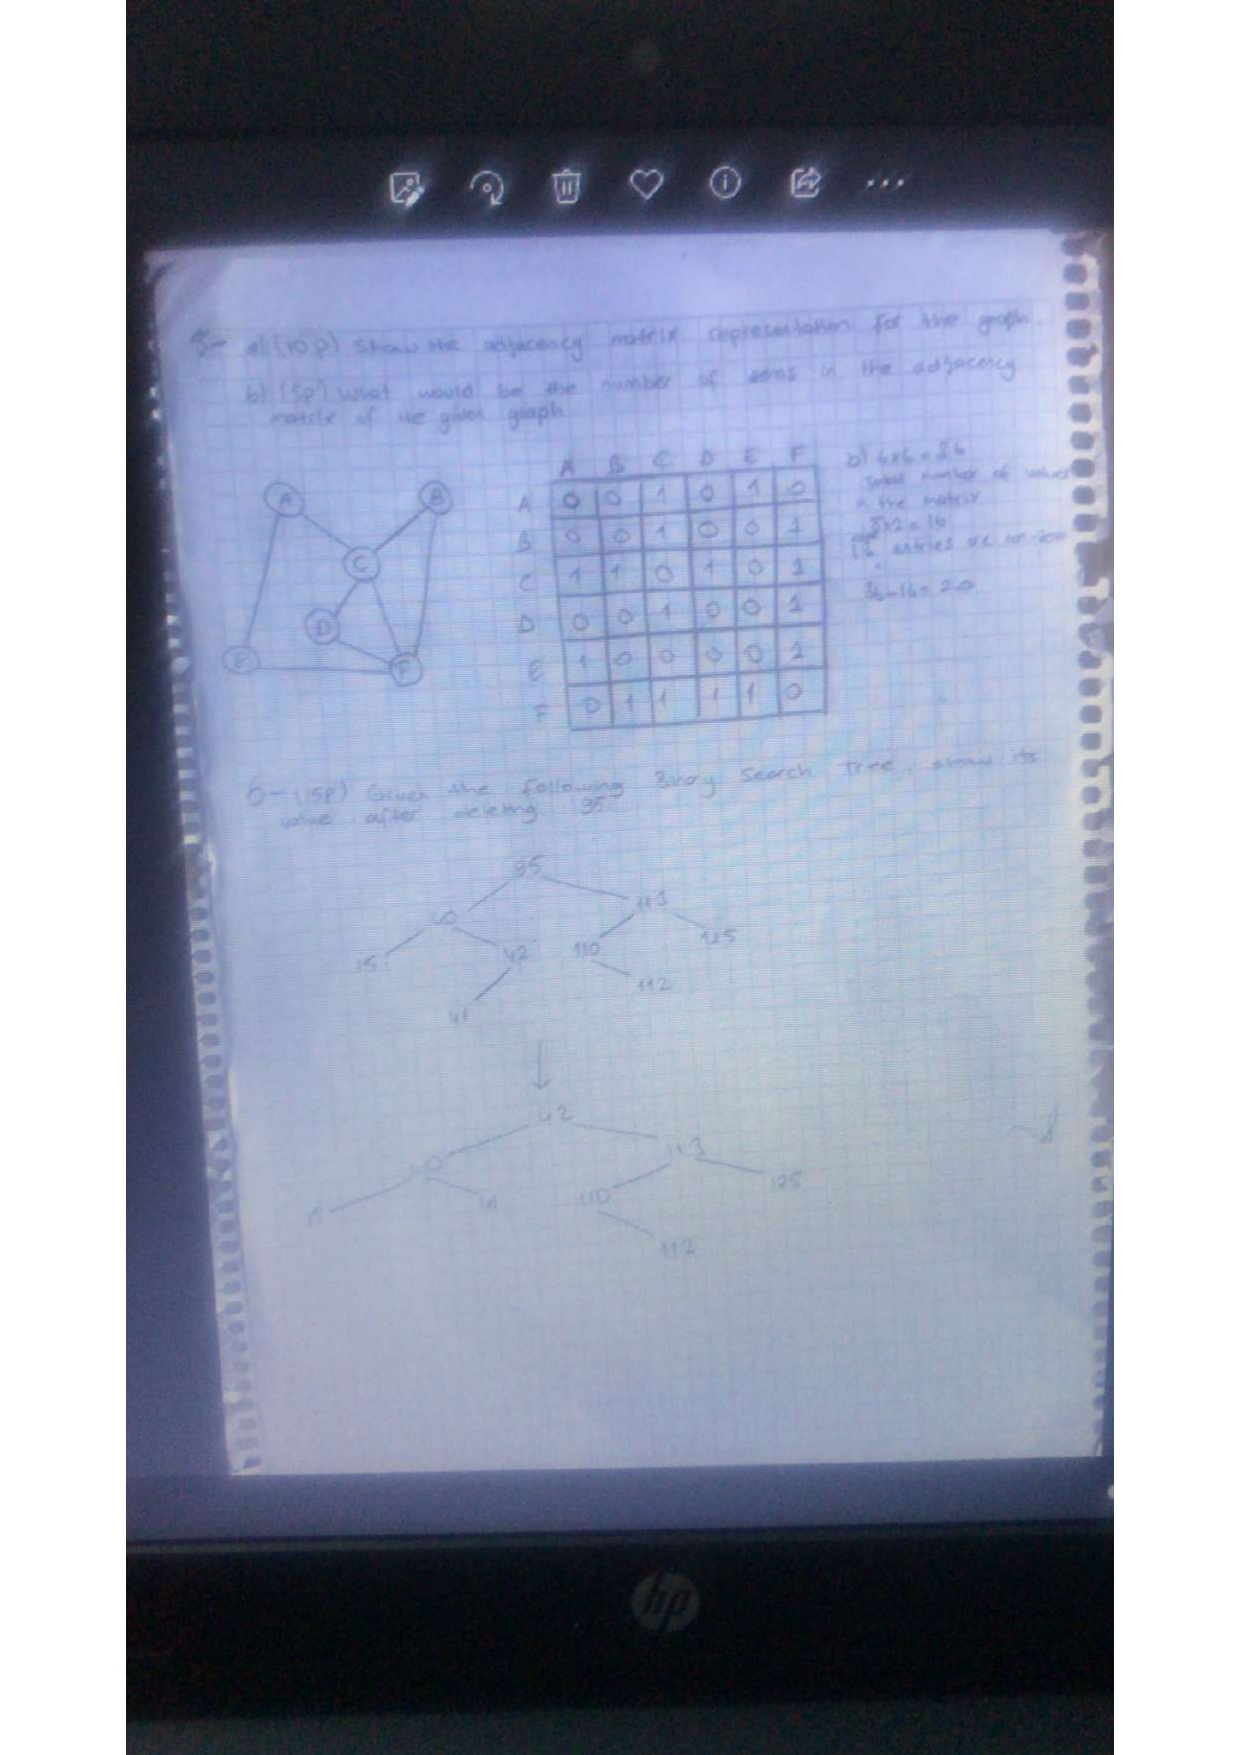 5- a) (10p) Show the adjacency matrix representation for the graph.
b) (5p) What would be the number of zeros in the adjacency
matrix of the given graph
A B C D E F
A 0 0 1 0 1 0
B 0 0 1 0 0 1
C 1 1 0 1 0 1
D 0 0 1 0 0 1
E 1 0 0 0 0 1
F 0 1 1 1 1 0
A B
C
D
E F
b) 6x6 = 36
total number of values
in the matrix
8x2 = 16
16 entries are non-zero
36-16 = 20
6- (15p) Given the following Binary Search Tree, show its
value after deleting 95
95
113
15 42 110 125
112
41
42
113
15 41 110 125
112
hp